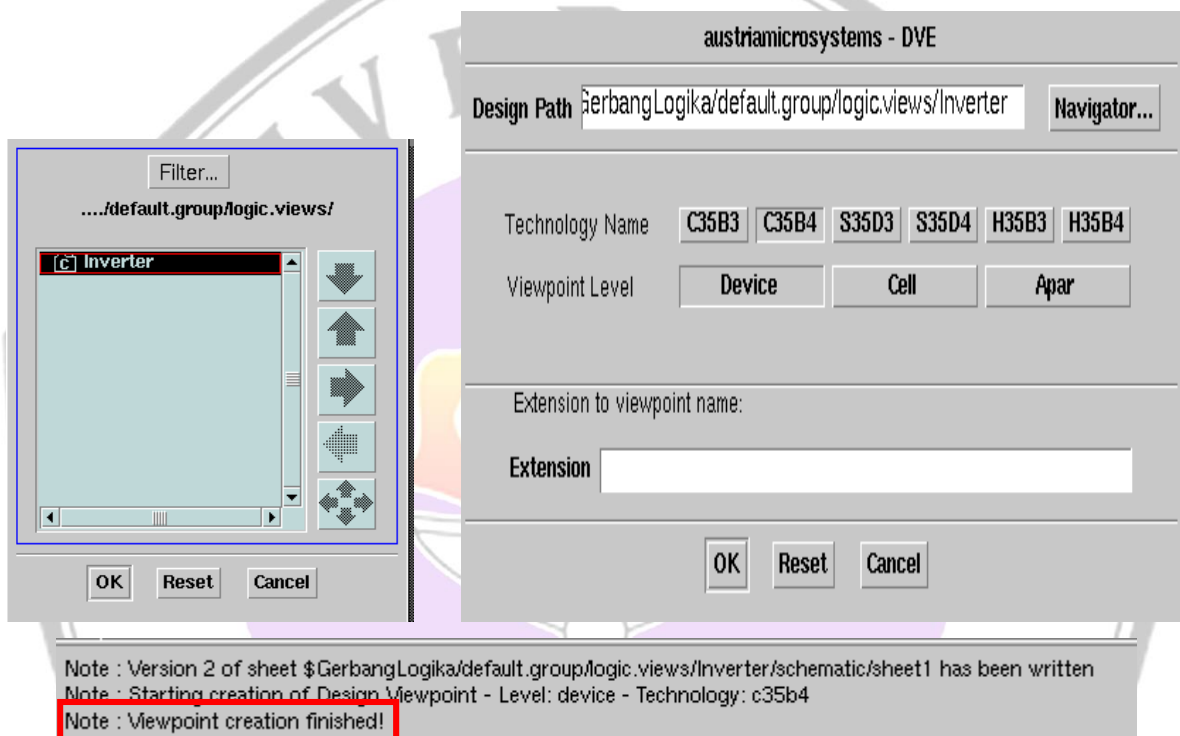 Filter...
..../default.group/logic.views/
Inverter
OK Reset Cancel
austriamicrosystems - DVE
Design Path GerbangLogika/default.group/logic.views/Inverter Navigator...
Technology Name C35B3 C35B4 S35D3 S35D4 H35B3 H35B4
Viewpoint Level Device Cell Apar
Extension to viewpoint name:
Extension
OK Reset Cancel
Note : Version 2 of sheet $GerbangLogika/default.group/logic.views/Inverter/schematic/sheet1 has been written
Note : Starting creation of Design Viewpoint - Level: device - Technology: c35b4
Note : Viewpoint creation finished!